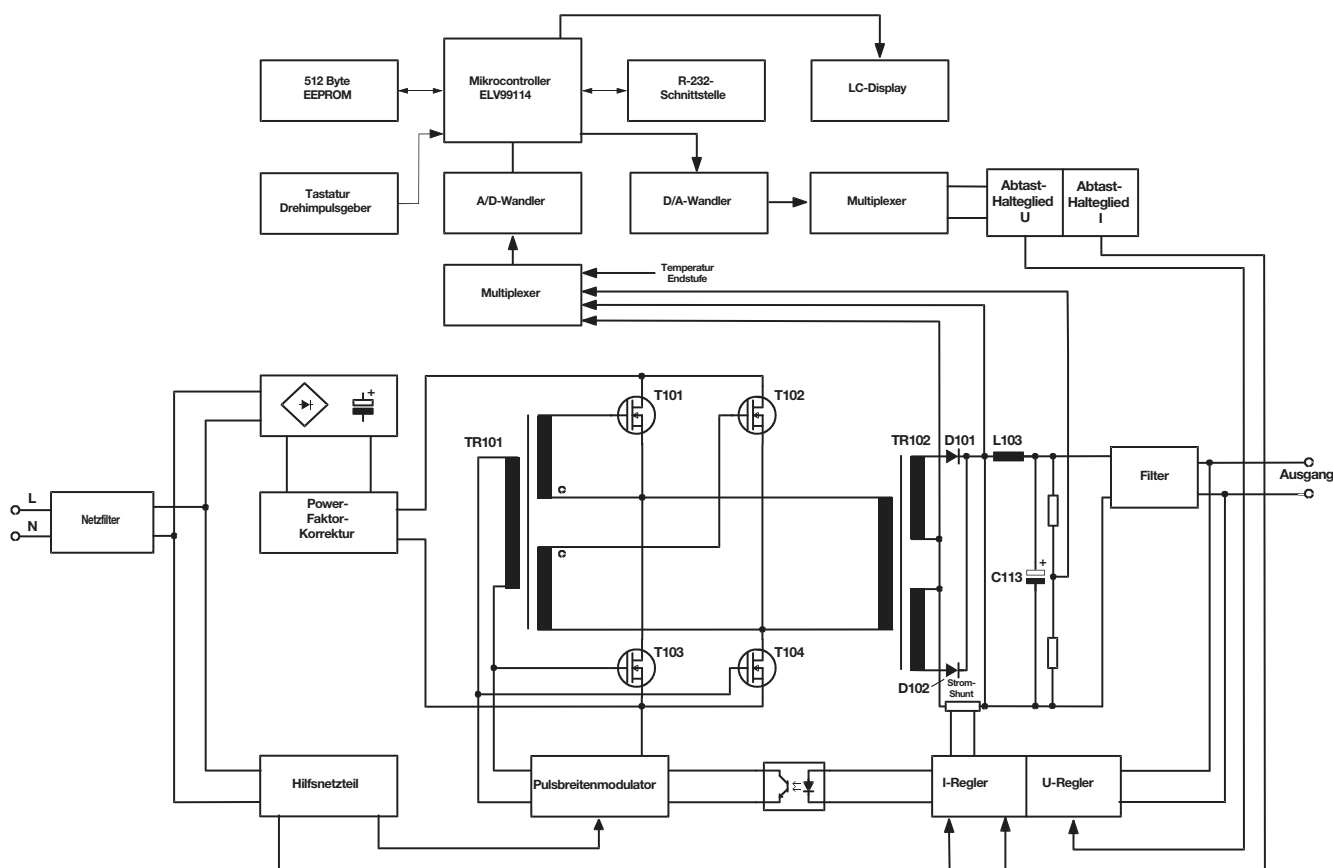 512 Byte
EEPROM
Mikrocontroller
ELV99114
R-232-
Schnittstelle
LC-Display
Tastatur
Drehimpulsgeber
A/D-Wandler
D/A-Wandler
Multiplexer
Abtast-
Halteglied
U
Abtast-
Halteglied
I
Multiplexer
Temperatur
Endstufe
+
T101
T102
TR101
TR102
D101
L103
Filter
Ausgang
L
N
Netzfilter
Power-
Faktor-
Korrektur
C113
+
T103
T104
D102
Strom-
Shunt
Hilfsnetzteil
Pulsbreitenmodulator
I-Regler
U-Regler